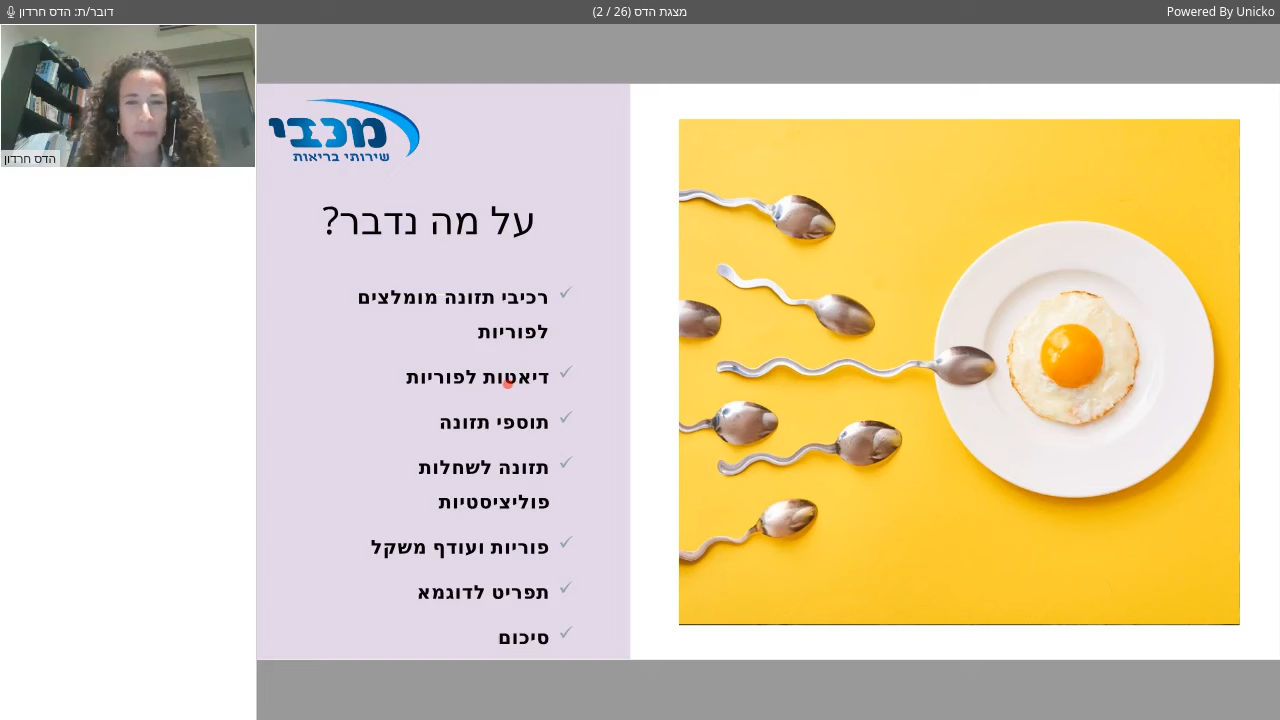 דובר/ת: הדס חרדון
מצגת הדס (26 / 2)
Powered By Unicko
הדס חרדון
מכבי
שירותי בריאות
על מה נדבר?
רכיבי תזונה מומלצים
לפוריות
דיאטות לפוריות
תוספי תזונה
תזונה לשחלות
פוליציסטיות
פוריות ועודף משקל
תפריט לדוגמא
סיכום